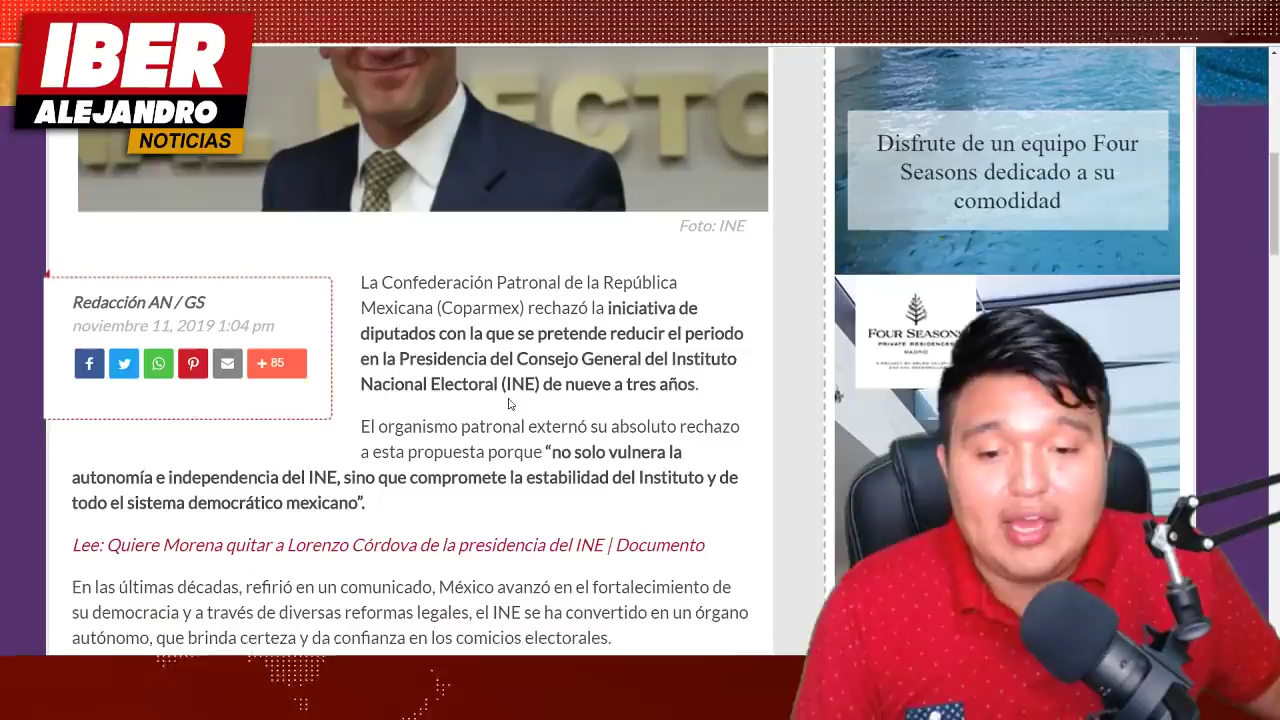 IBER
ALEJANDRO
NOTICIAS
Foto: INE
Redacción AN / GS
noviembre 11, 2019 1:04 pm
+ 85
La Confederación Patronal de la República
Mexicana (Coparmex) rechazó la iniciativa de
diputados con la que se pretende reducir el periodo
en la Presidencia del Consejo General del Instituto
Nacional Electoral (INE) de nueve a tres años.
El organismo patronal externó su absoluto rechazo
a esta propuesta porque “no solo vulnera la
autonomía e independencia del INE, sino que compromete la estabilidad del Instituto y de
todo el sistema democrático mexicano”.
Lee: Quiere Morena quitar a Lorenzo Córdova de la presidencia del INE | Documento
En las últimas décadas, refirió en un comunicado, México avanzó en el fortalecimiento de
su democracia y a través de diversas reformas legales, el INE se ha convertido en un órgano
autónomo, que brinda certeza y da confianza en los comicios electorales.
Disfrute de un equipo Four
Seasons dedicado a su
comodidad
FOUR SEASONS
PRIVATE RESIDENCES
MADRID